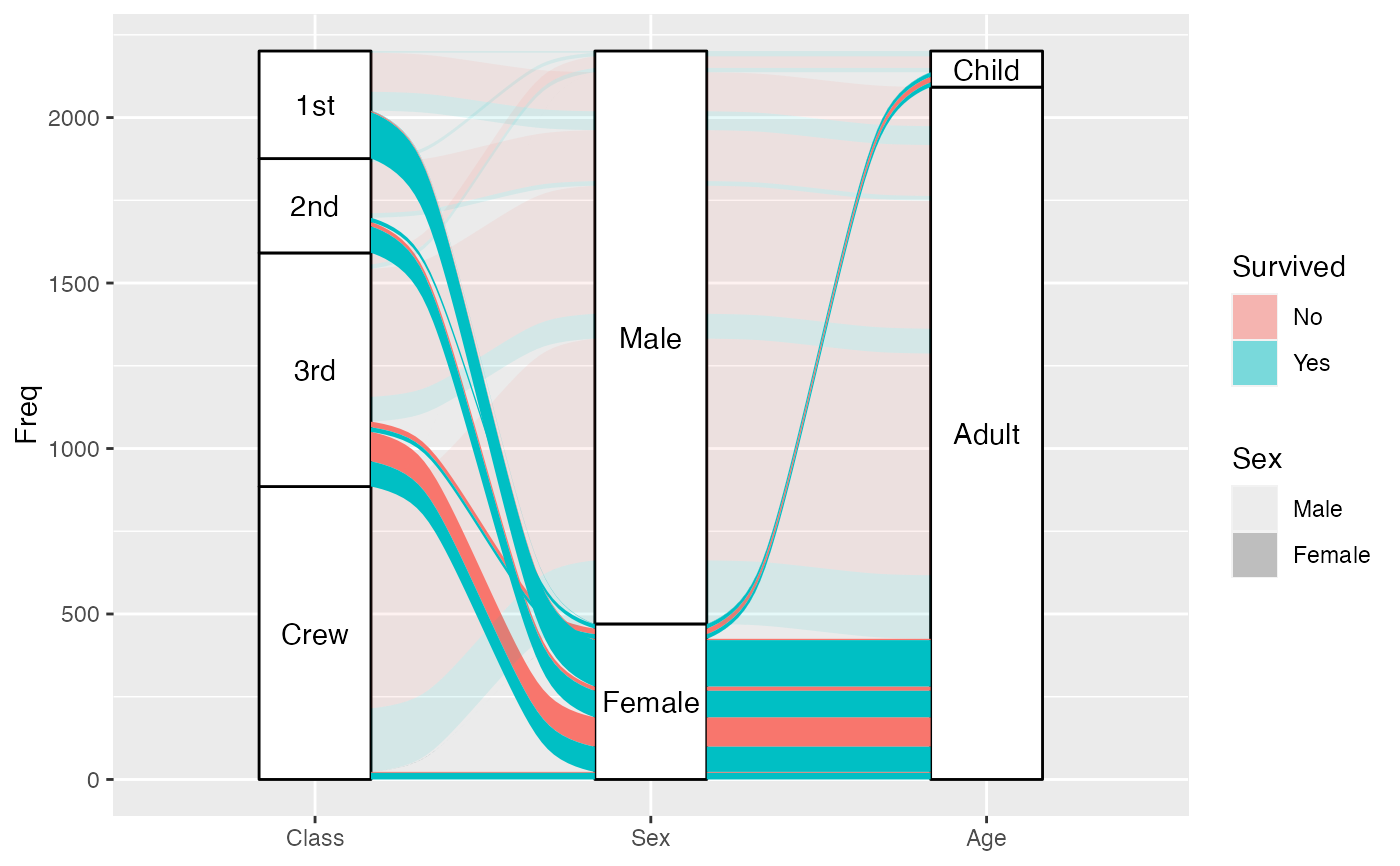 Freq
2000
1500
1000
500
0
1st
2nd
3rd
Crew
Male
Female
Child
Adult
Class
Sex
Age
Survived
No
Yes
Sex
Male
Female